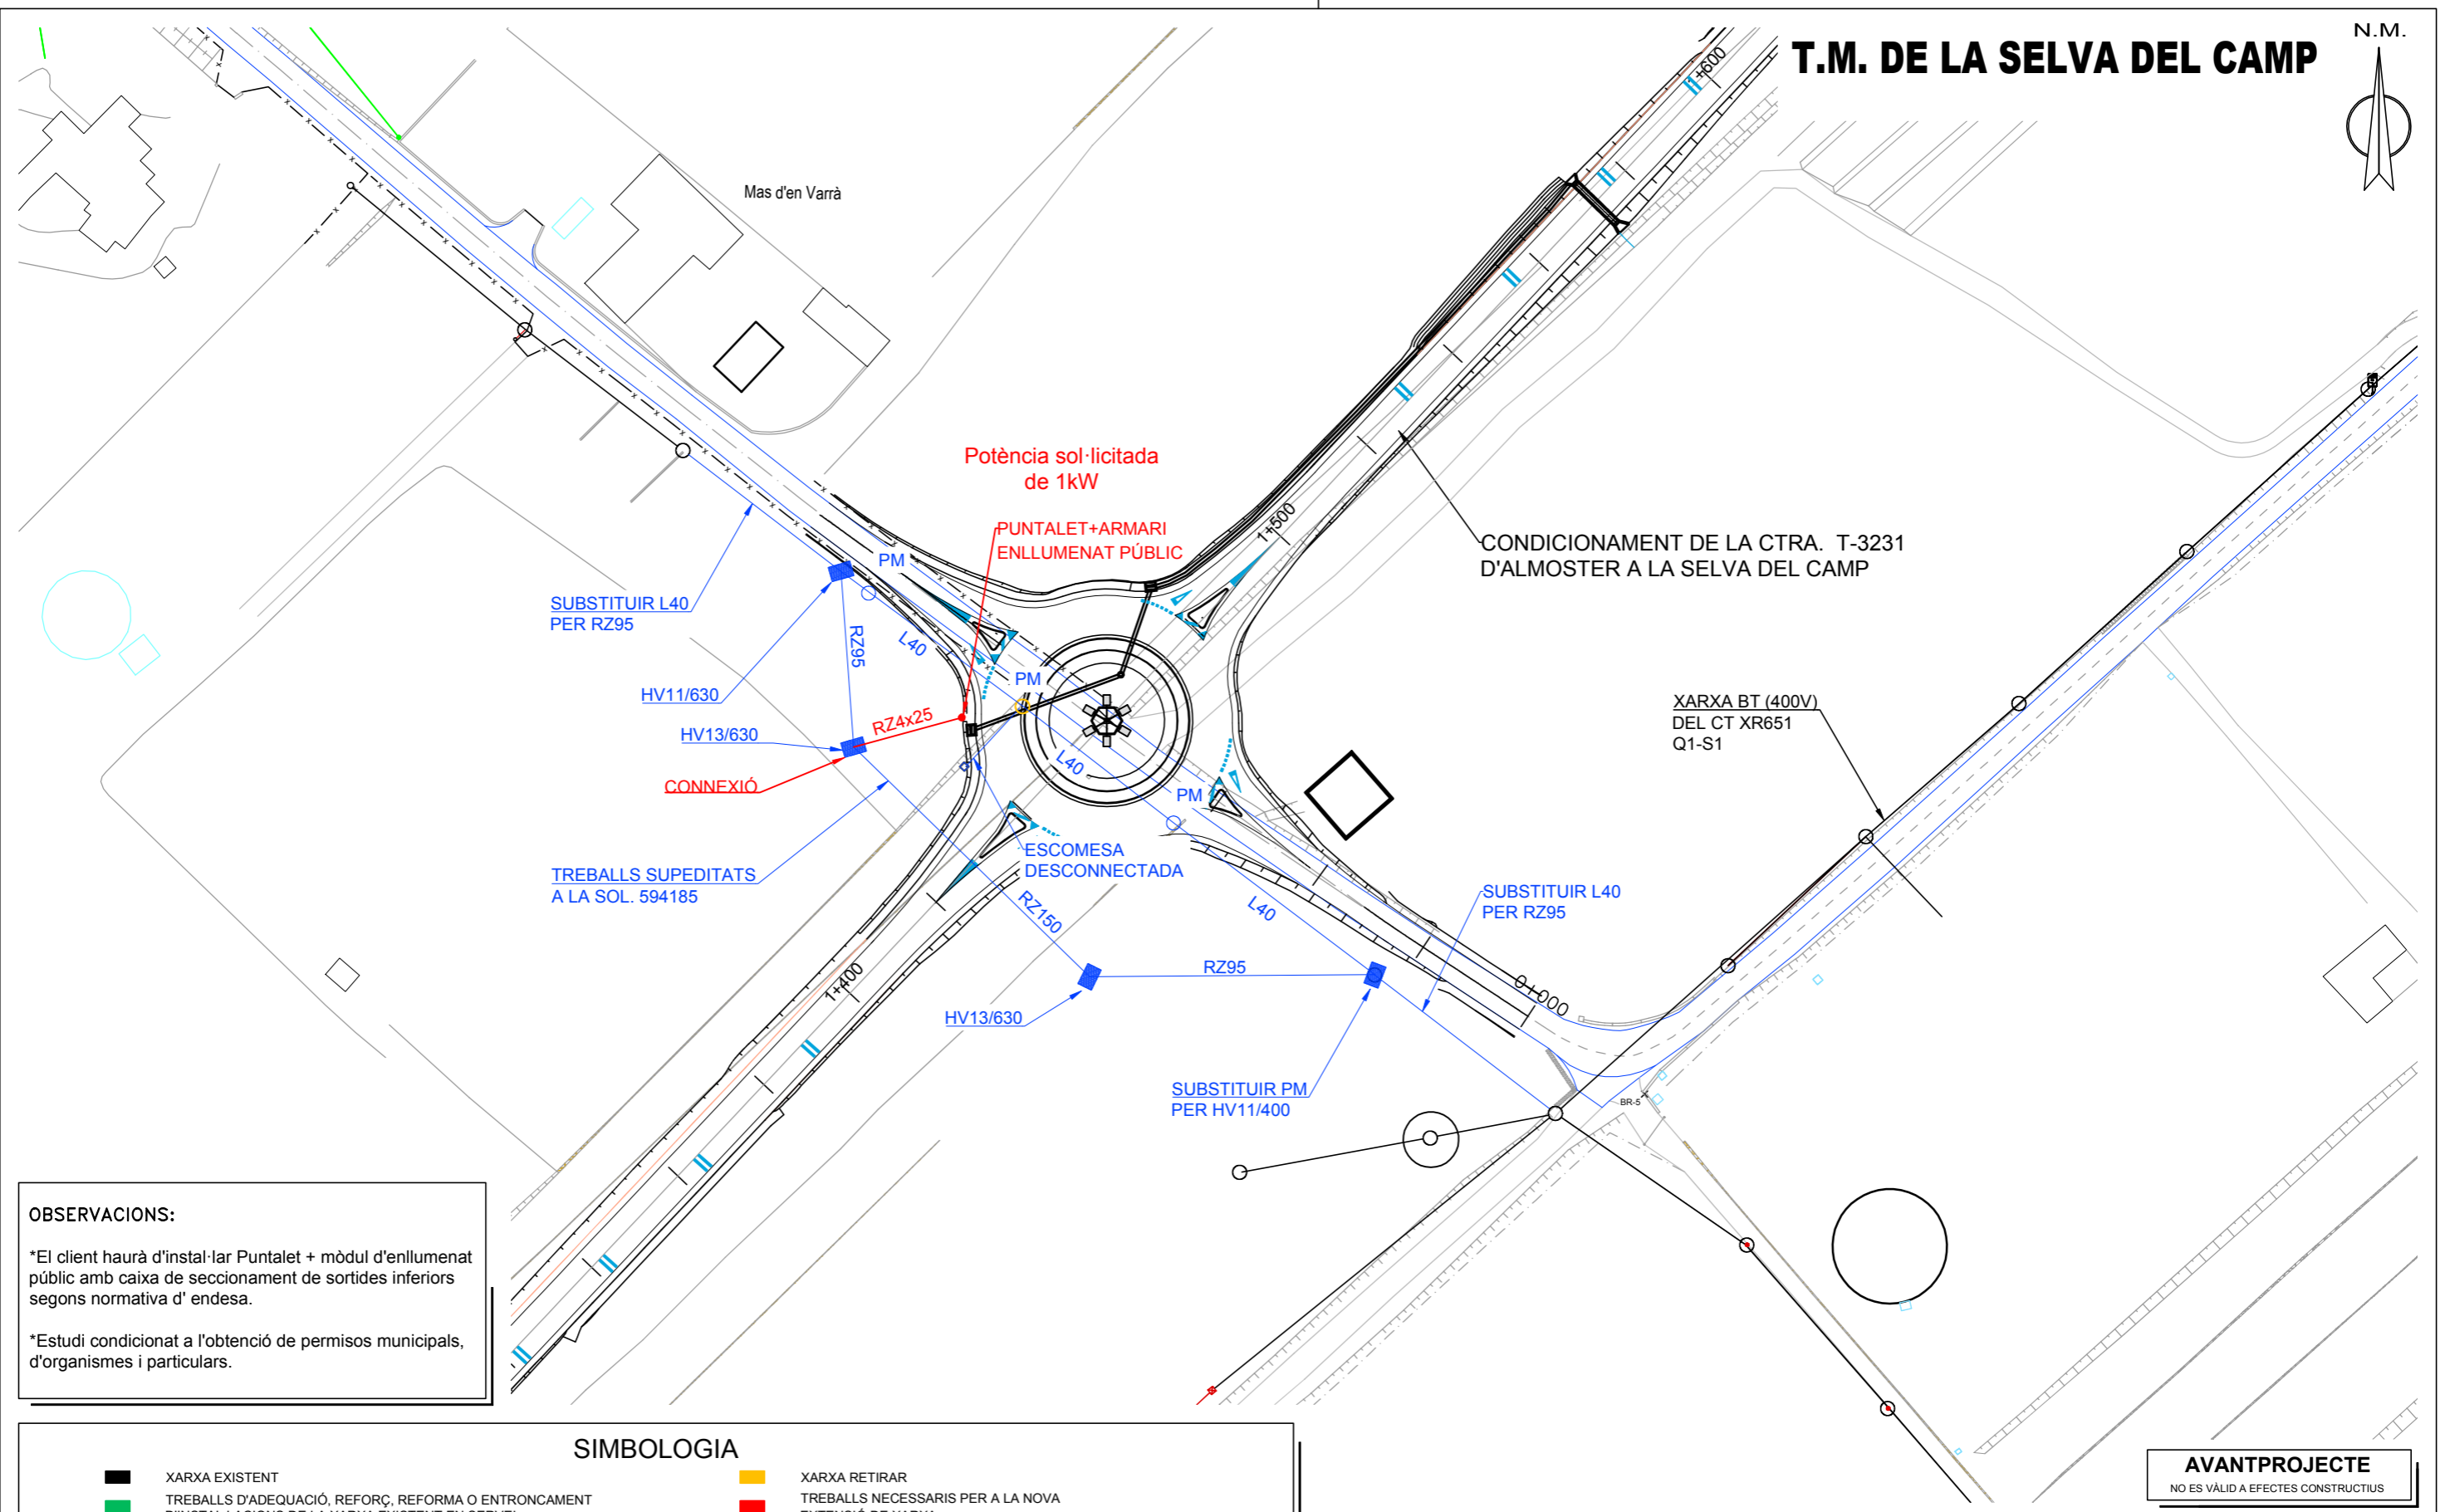 T.M. DE LA SELVA DEL CAMP
N.M.
1+600
Mas d'en Varrà
Potència sol·licitada
de 1kW
PUNTALET+ARMARI
ENLLUMENAT PÚBLIC
1+500
CONDICIONAMENT DE LA CTRA. T-3231
D'ALMOSTER A LA SELVA DEL CAMP
PM
SUBSTITUIR L40
PER RZ95
RZ95
L40
HV11/630
PM
RZ4x25
HV13/630
CONNEXIÓ
L40
PM
XARXA BT (400V)
DEL CT XR651
Q1-S1
ESCOMESA
DESCONNECTADA
TREBALLS SUPEDITATS
A LA SOL. 594185
RZ150
L40
SUBSTITUIR L40
PER RZ95
1+400
RZ95
0+000
HV13/630
SUBSTITUIR PM
PER HV11/400
BR-5
OBSERVACIONS:
*El client haurà d'instal·lar Puntalet + mòdul d'enllumenat
públic amb caixa de seccionament de sortides inferiors
segons normativa d' endesa.
*Estudi condicionat a l'obtenció de permisos municipals,
d'organismes i particulars.
SIMBOLOGIA
XARXA EXISTENT
XARXA RETIRAR
TREBALLS D'ADEQUACIÓ, REFORÇ, REFORMA O ENTRONCAMENT
TREBALLS NECESSARIS PER A LA NOVA
AVANTPROJECTE
NO ES VÀLID A EFECTES CONSTRUCTIUS